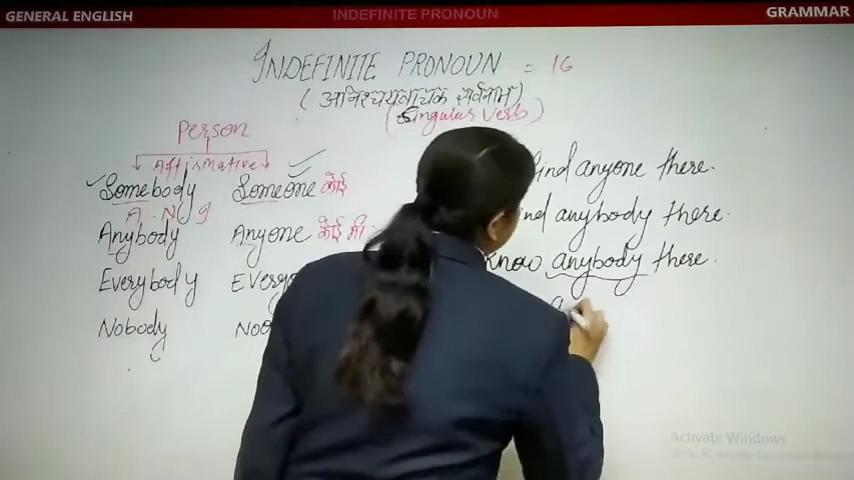 GENERAL ENGLISH
INDEFINITE PRONOUN
GRAMMAR
INDEFINITE PRONOUN = 16
(अनिश्चयवाचक सर्वनाम)
(Singular Verb)
Person
Affirmative
Somebody Someone कोई
find anyone there.
A. N
Anybody Anyone कोई भी
anybody there.
Everybody
know anybody there.
Nobody
Activate Windows